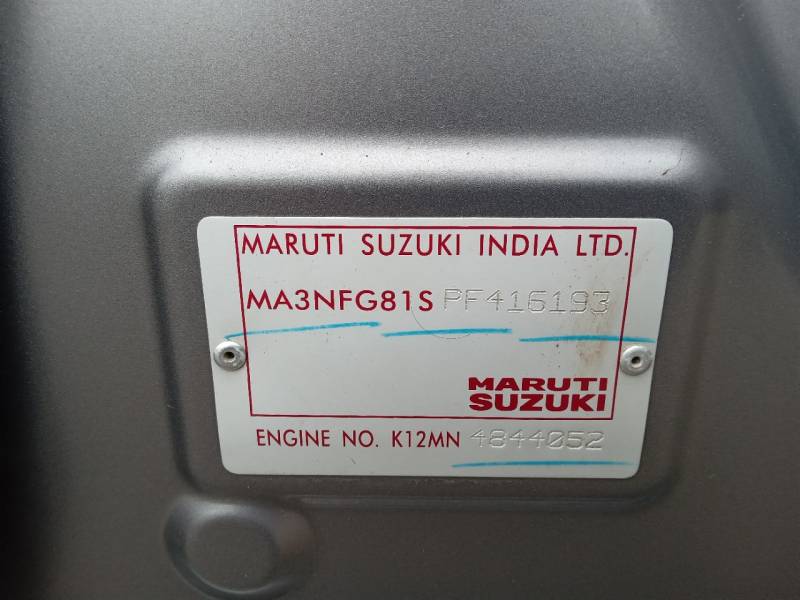 MARUTI SUZUKI INDIA LTD.
MA3NFG81S PF416193
MARUTI
SUZUKI
ENGINE NO. K12MN 4844052